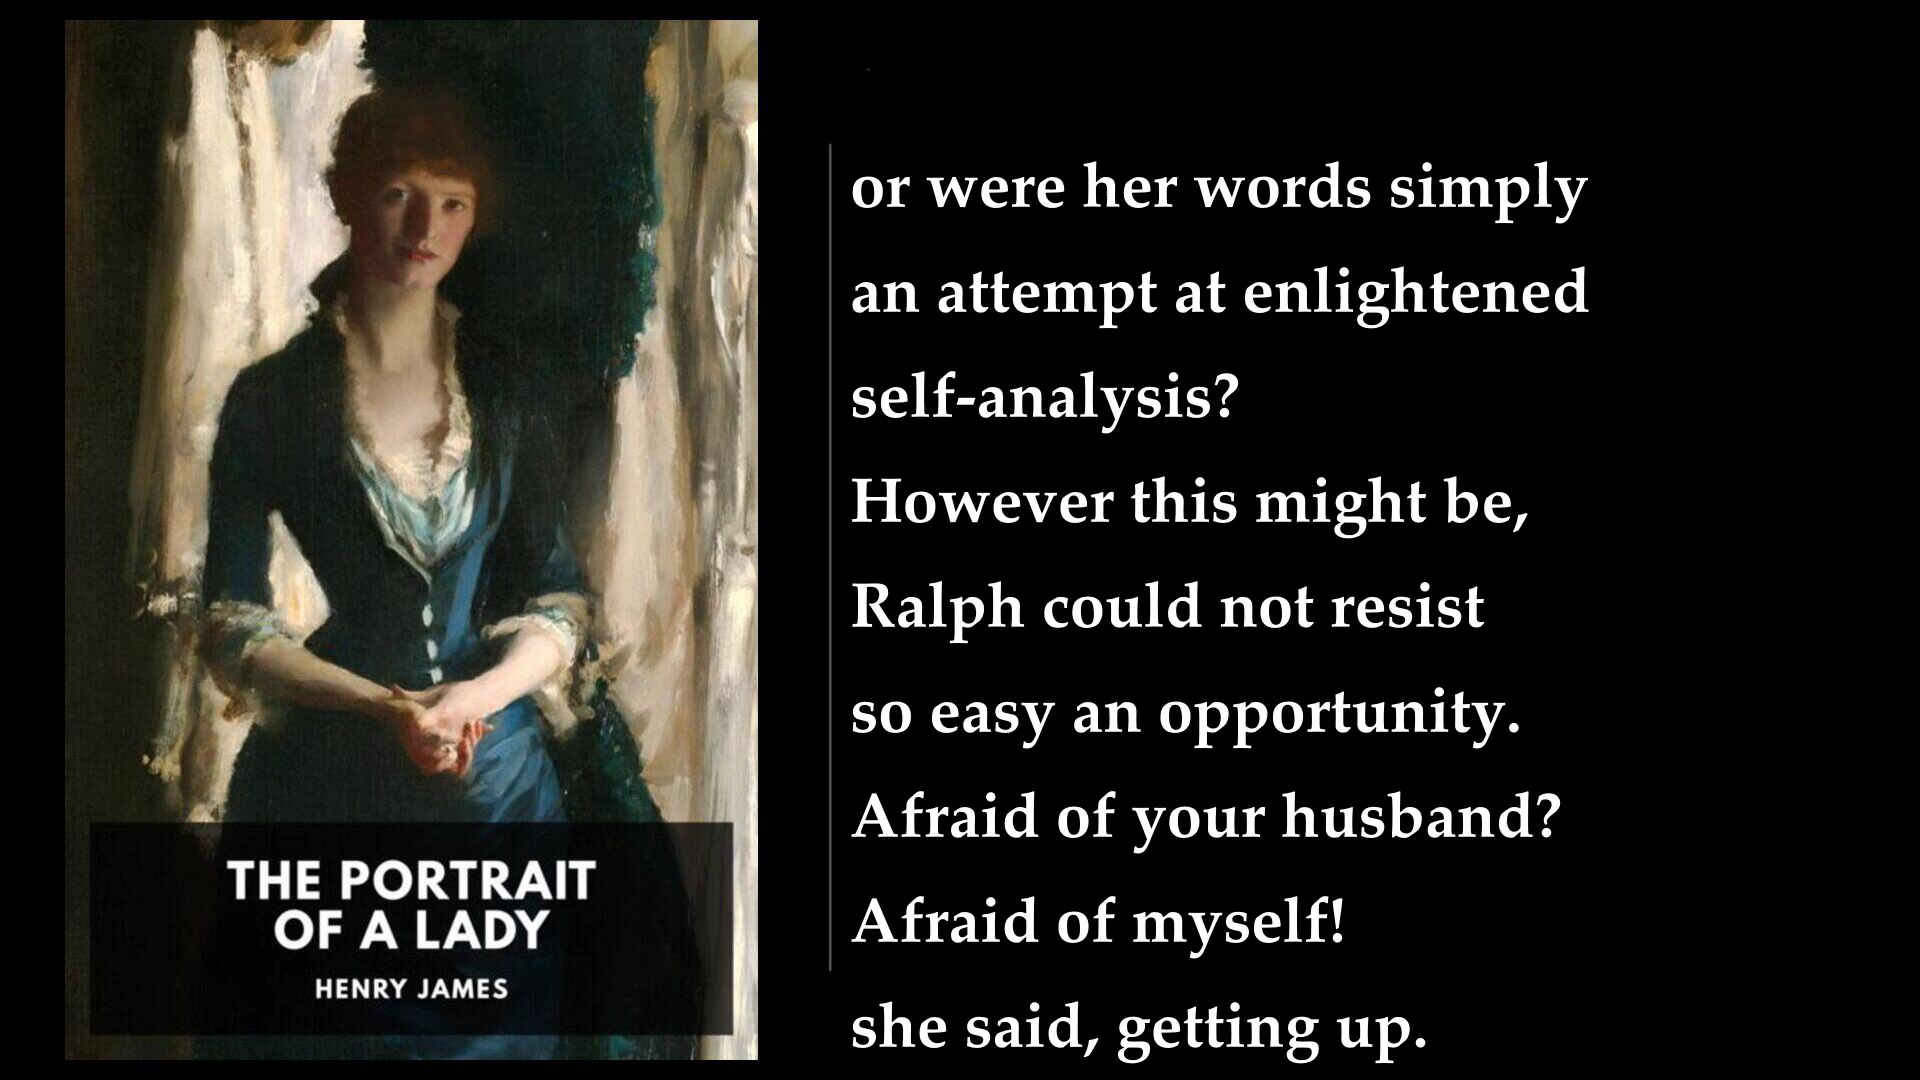 THE PORTRAIT
OF A LADY
HENRY JAMES
or were her words simply
an attempt at enlightened
self-analysis?
However this might be,
Ralph could not resist
so easy an opportunity.
Afraid of your husband?
Afraid of myself!
she said, getting up.